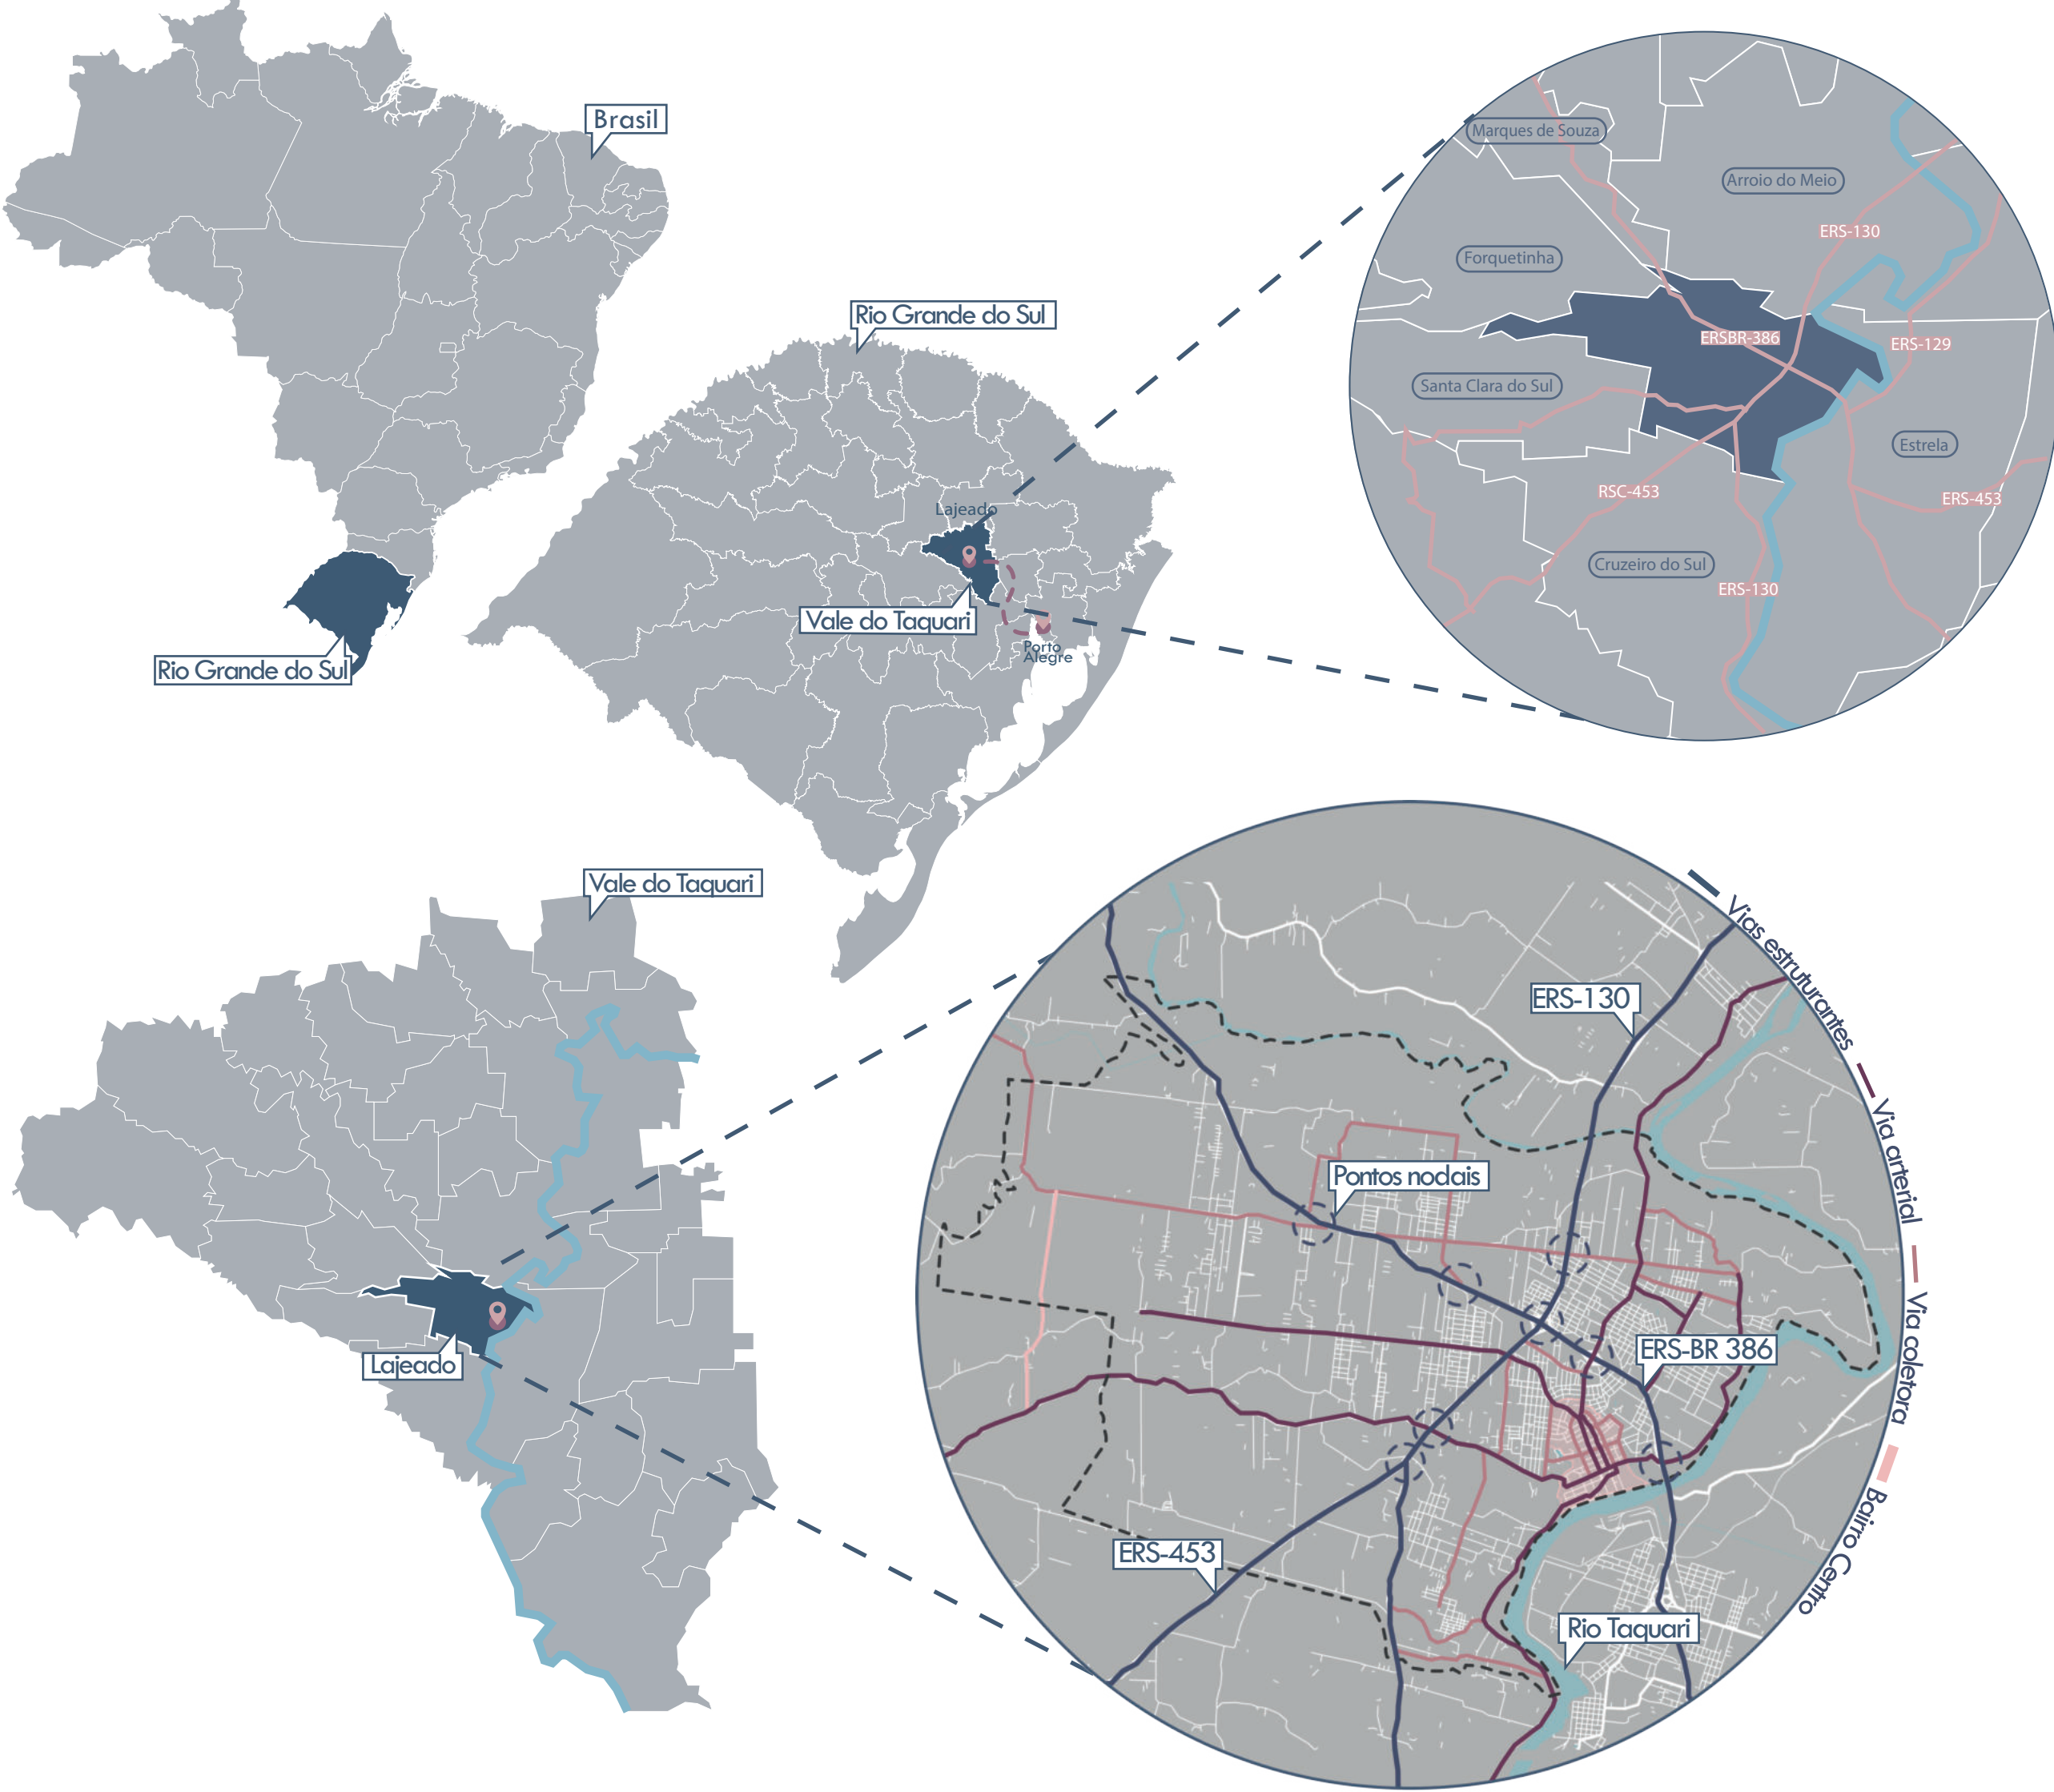 Brasil
Rio Grande do Sul
Rio Grande do Sul
Lajeado
Vale do Taquari
Porto
Alegre
Marques de Souza
Arroio do Meio
ERS-130
Forquetinha
ERSBR-386
ERS-129
Santa Clara do Sul
Estrela
RSC-453
ERS-453
Cruzeiro do Sul
ERS-130
Vale do Taquari
Lajeado
Vias estruturantes
Via arterial
Via coletora
Bairro Centro
ERS-130
Pontos nodais
ERS-BR 386
ERS-453
Rio Taquari